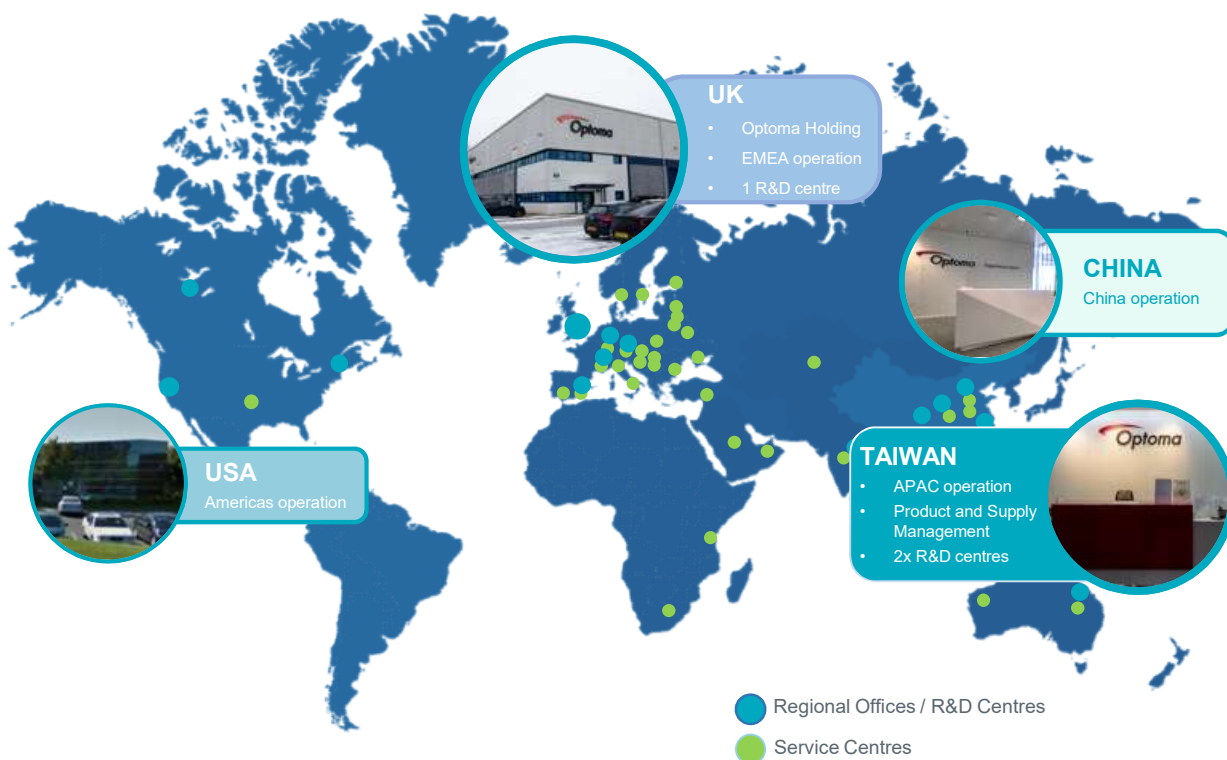 Optoma
UK
• Optoma Holding
• EMEA operation
• 1 R&D centre
Optoma
CHINA
China operation
USA
Americas operation
TAIWAN
• APAC operation
• Product and Supply
Management
• 2x R&D centres
Optoma
Regional Offices / R&D Centres
Service Centres